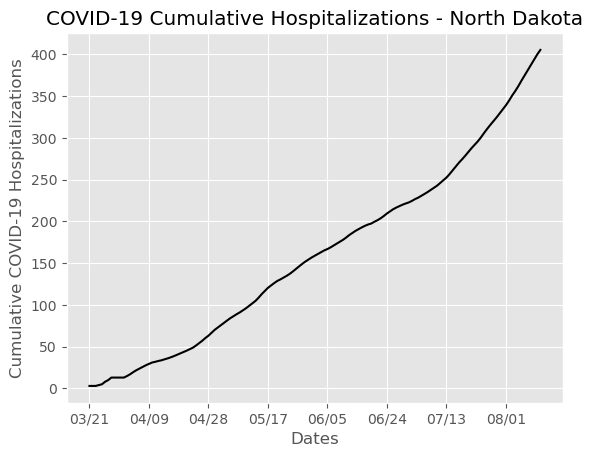 COVID-19 Cumulative Hospitalizations - North Dakota
Cumulative COVID-19 Hospitalizations
400
350
300
250
200
150
100
50
0
03/21 04/09 04/28 05/17 06/05 06/24 07/13 08/01
Dates